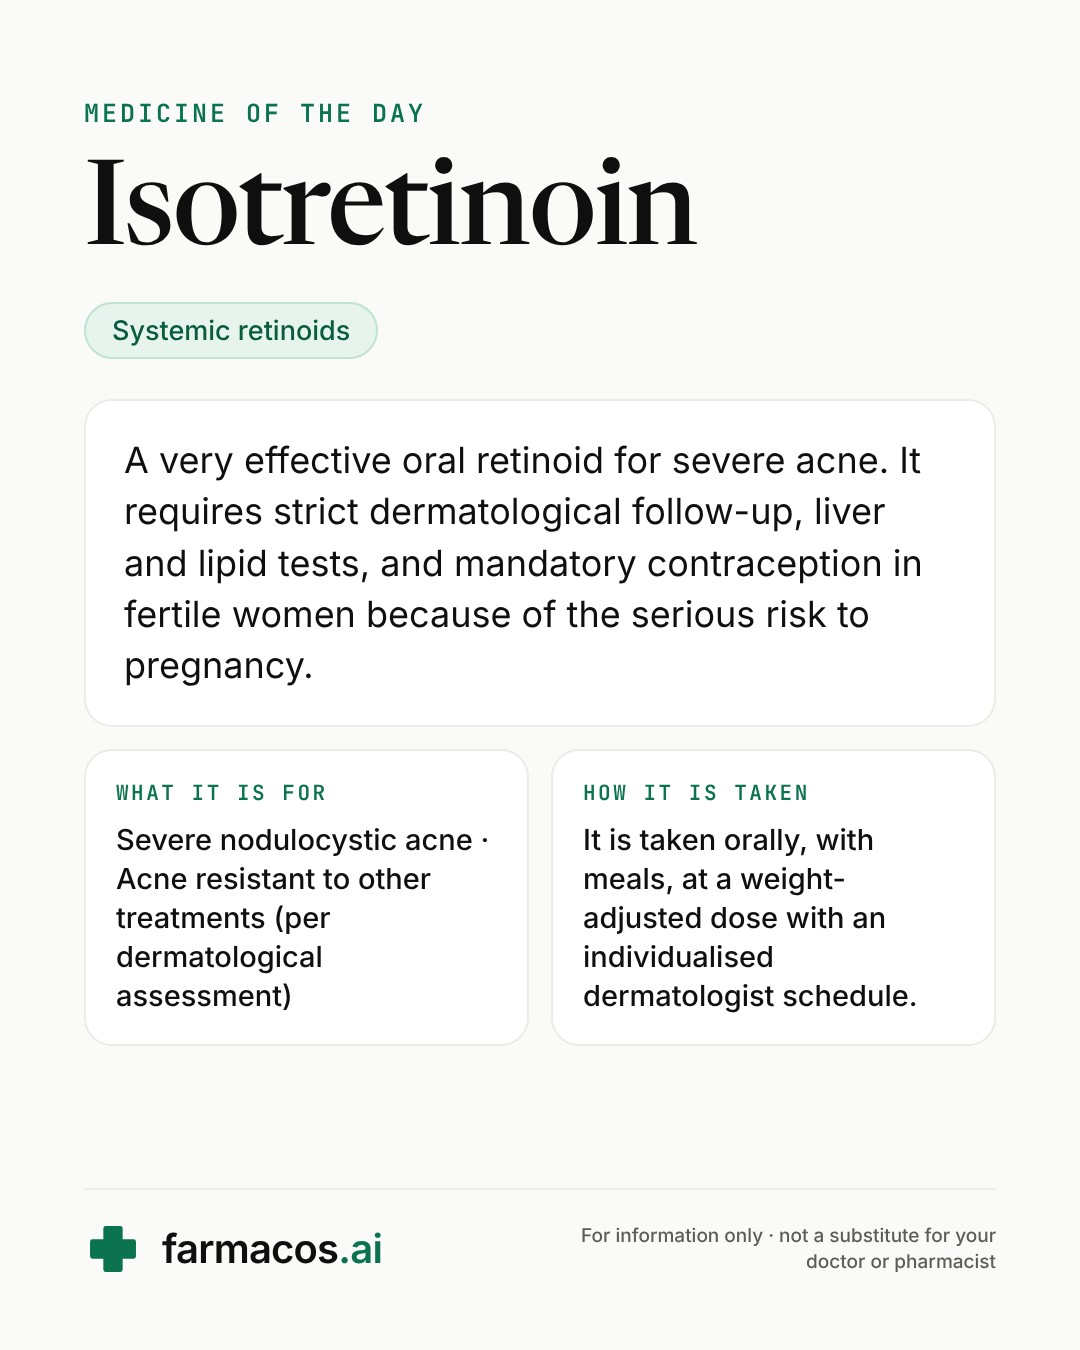 MEDICINE OF THE DAY
Isotretinoin
Systemic retinoids
A very effective oral retinoid for severe acne. It
requires strict dermatological follow-up, liver
and lipid tests, and mandatory contraception in
fertile women because of the serious risk to
pregnancy.
WHAT IT IS FOR
Severe nodulocystic acne ·
Acne resistant to other
treatments (per
dermatological
assessment)
HOW IT IS TAKEN
It is taken orally, with
meals, at a weight-
adjusted dose with an
individualised
dermatologist schedule.
farmacos.ai
For information only · not a substitute for your
doctor or pharmacist